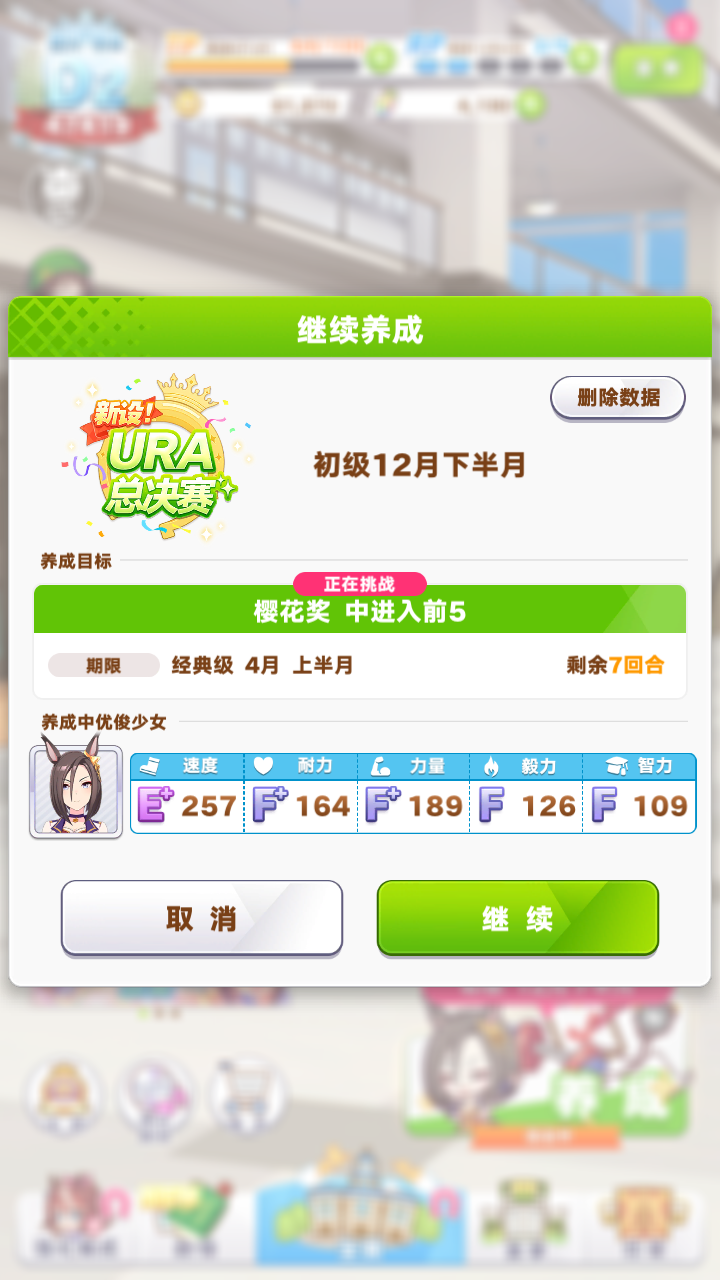 继续养成
删除数据
新设!
URA
总决赛
初级12月下半月
养成目标
正在挑战
樱花奖 中进入前5
期限 经典级 4月 上半月 剩余7回合
养成中优俊少女
速度 耐力 力量 毅力 智力
E+ 257 F+ 164 F+ 189 F 126 F 109
取消 继续
养成